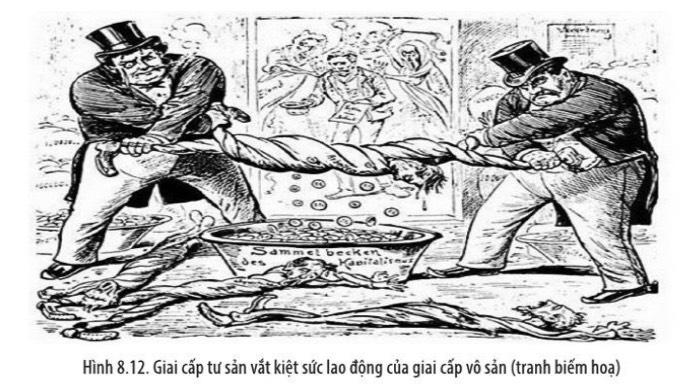 Sammelbecken
des Kapitalismus
Hình 8.12. Giai cấp tư sản vắt kiệt sức lao động của giai cấp vô sản (tranh biếm hoạ)